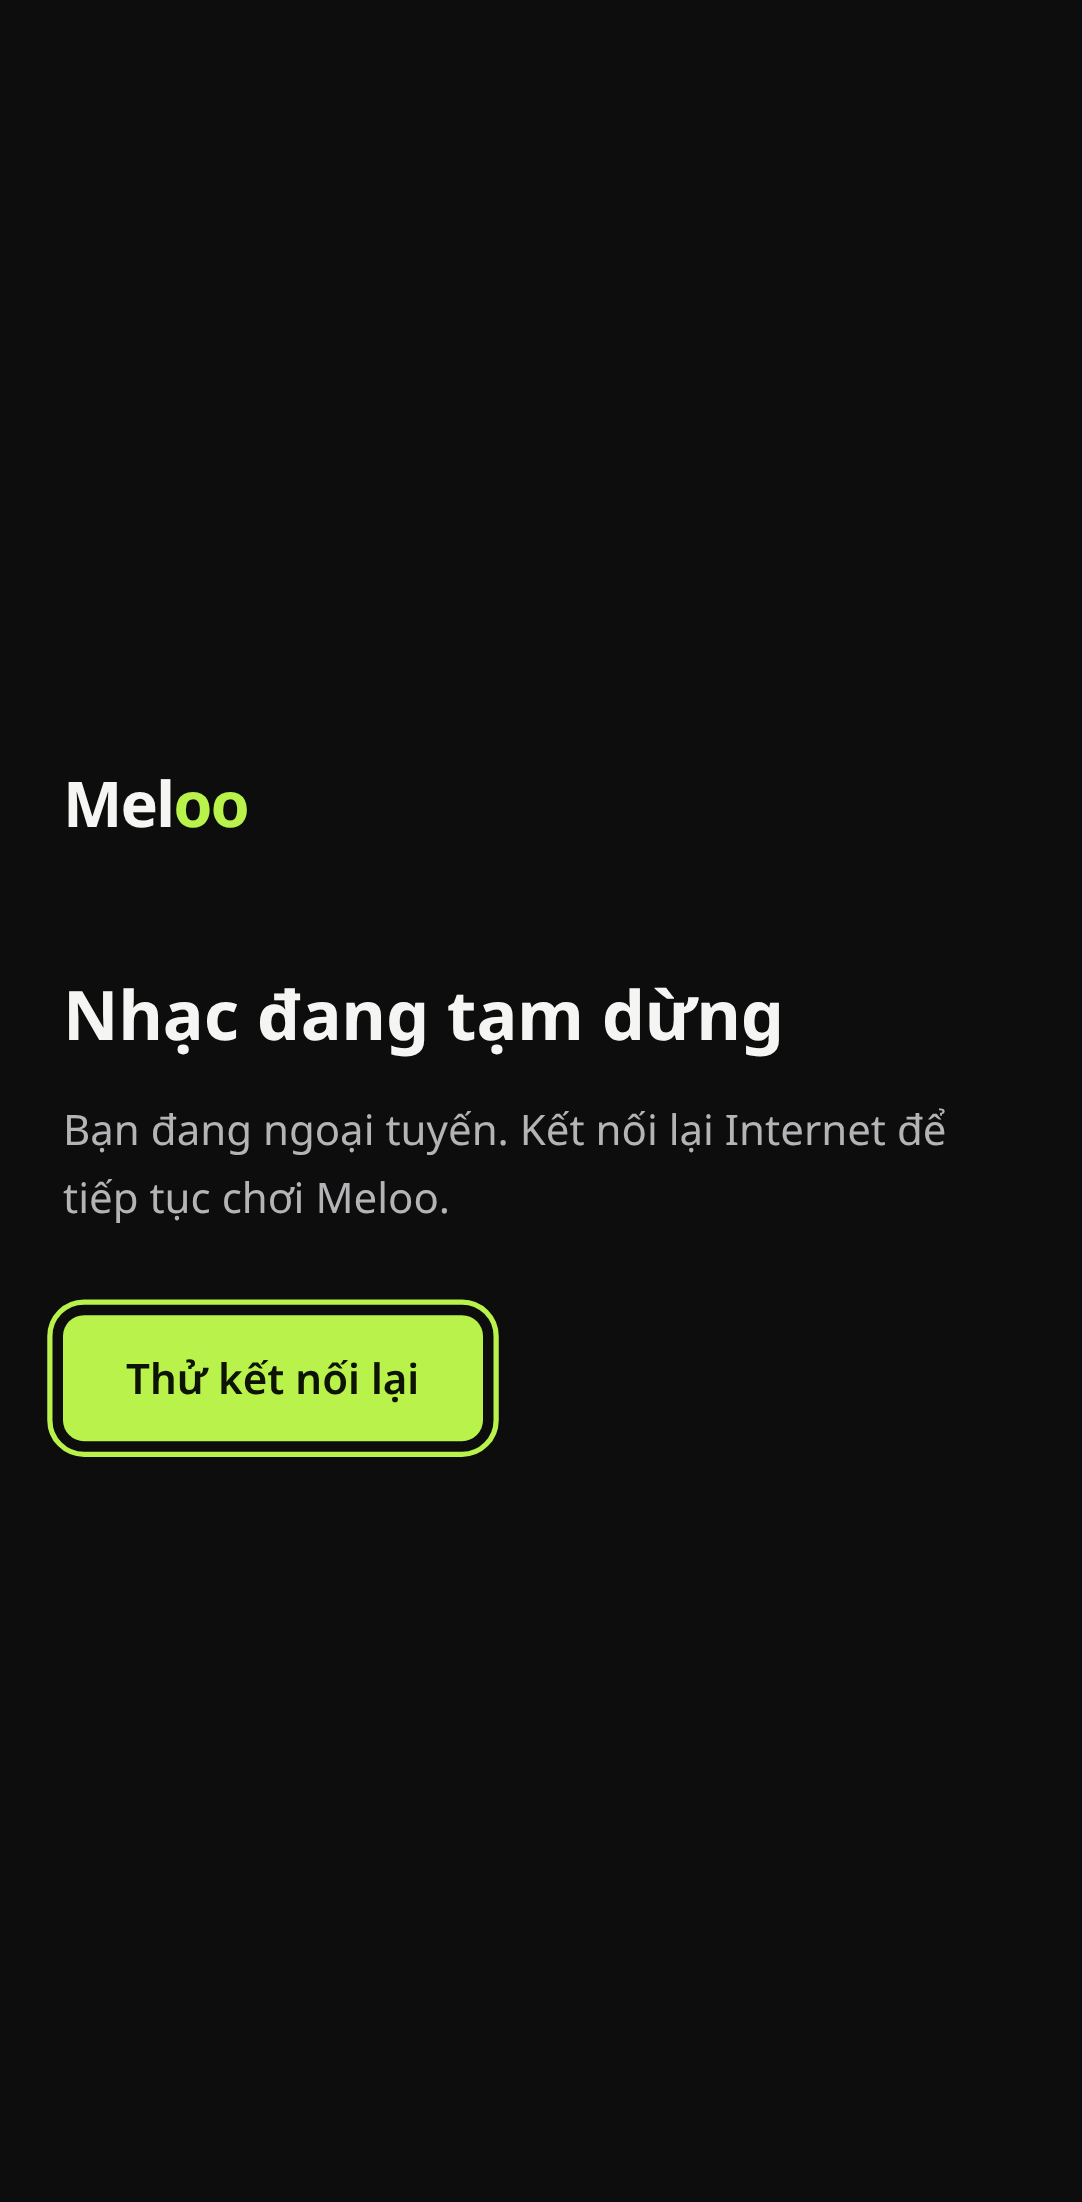 Meloo
Nhạc đang tạm dừng
Bạn đang ngoại tuyến. Kết nối lại Internet để
tiếp tục chơi Meloo.
Thử kết nối lại